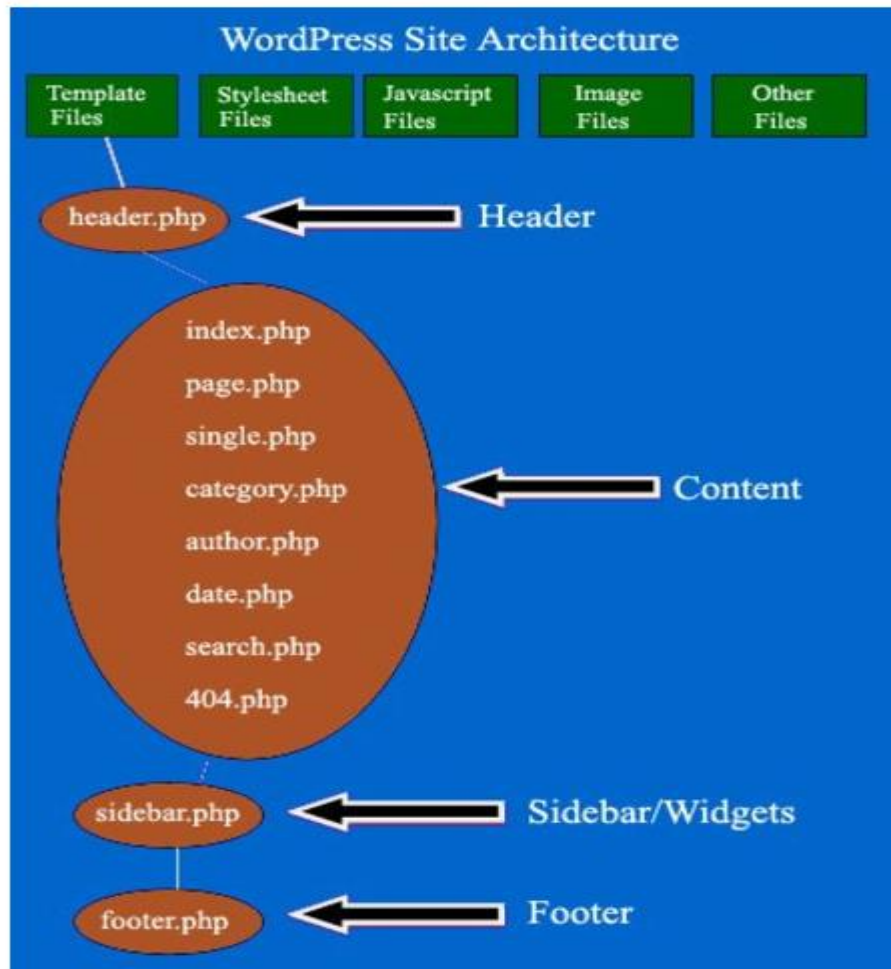 WordPress Site Architecture
Template
Files
Stylesheet
Files
Javascript
Files
Image
Files
Other
Files
header.php
Header
index.php
page.php
single.php
category.php
Content
author.php
date.php
search.php
404.php
sidebar.php
Sidebar/Widgets
footer.php
Footer